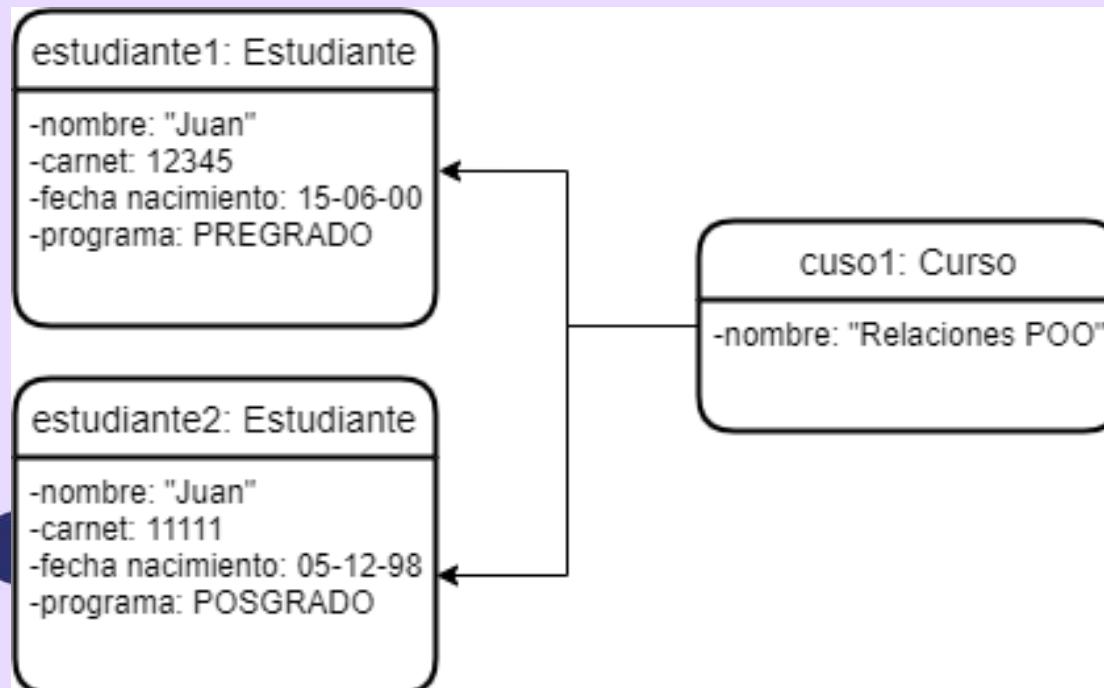 estudiante1: Estudiante
-nombre: "Juan"
-carnet: 12345
-fecha nacimiento: 15-06-00
-programa: PREGRADO
cuso1: Curso
-nombre: "Relaciones POO"
estudiante2: Estudiante
-nombre: "Juan"
-carnet: 11111
-fecha nacimiento: 05-12-98
-programa: POSGRADO